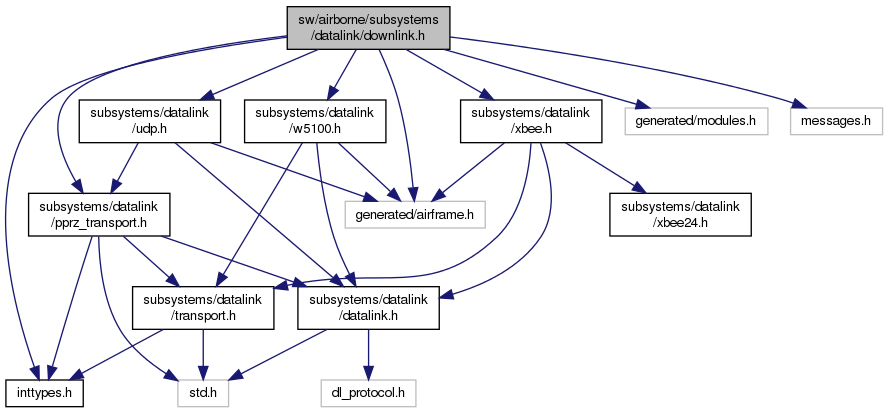 sw/airborne/subsystems
/datalink/downlink.h
subsystems/datalink
/udp.h
subsystems/datalink
/w5100.h
subsystems/datalink
/xbee.h
generated/modules.h
messages.h
subsystems/datalink
/pprz_transport.h
generated/airframe.h
subsystems/datalink
/xbee24.h
subsystems/datalink
/transport.h
subsystems/datalink
/datalink.h
inttypes.h
std.h
dl_protocol.h